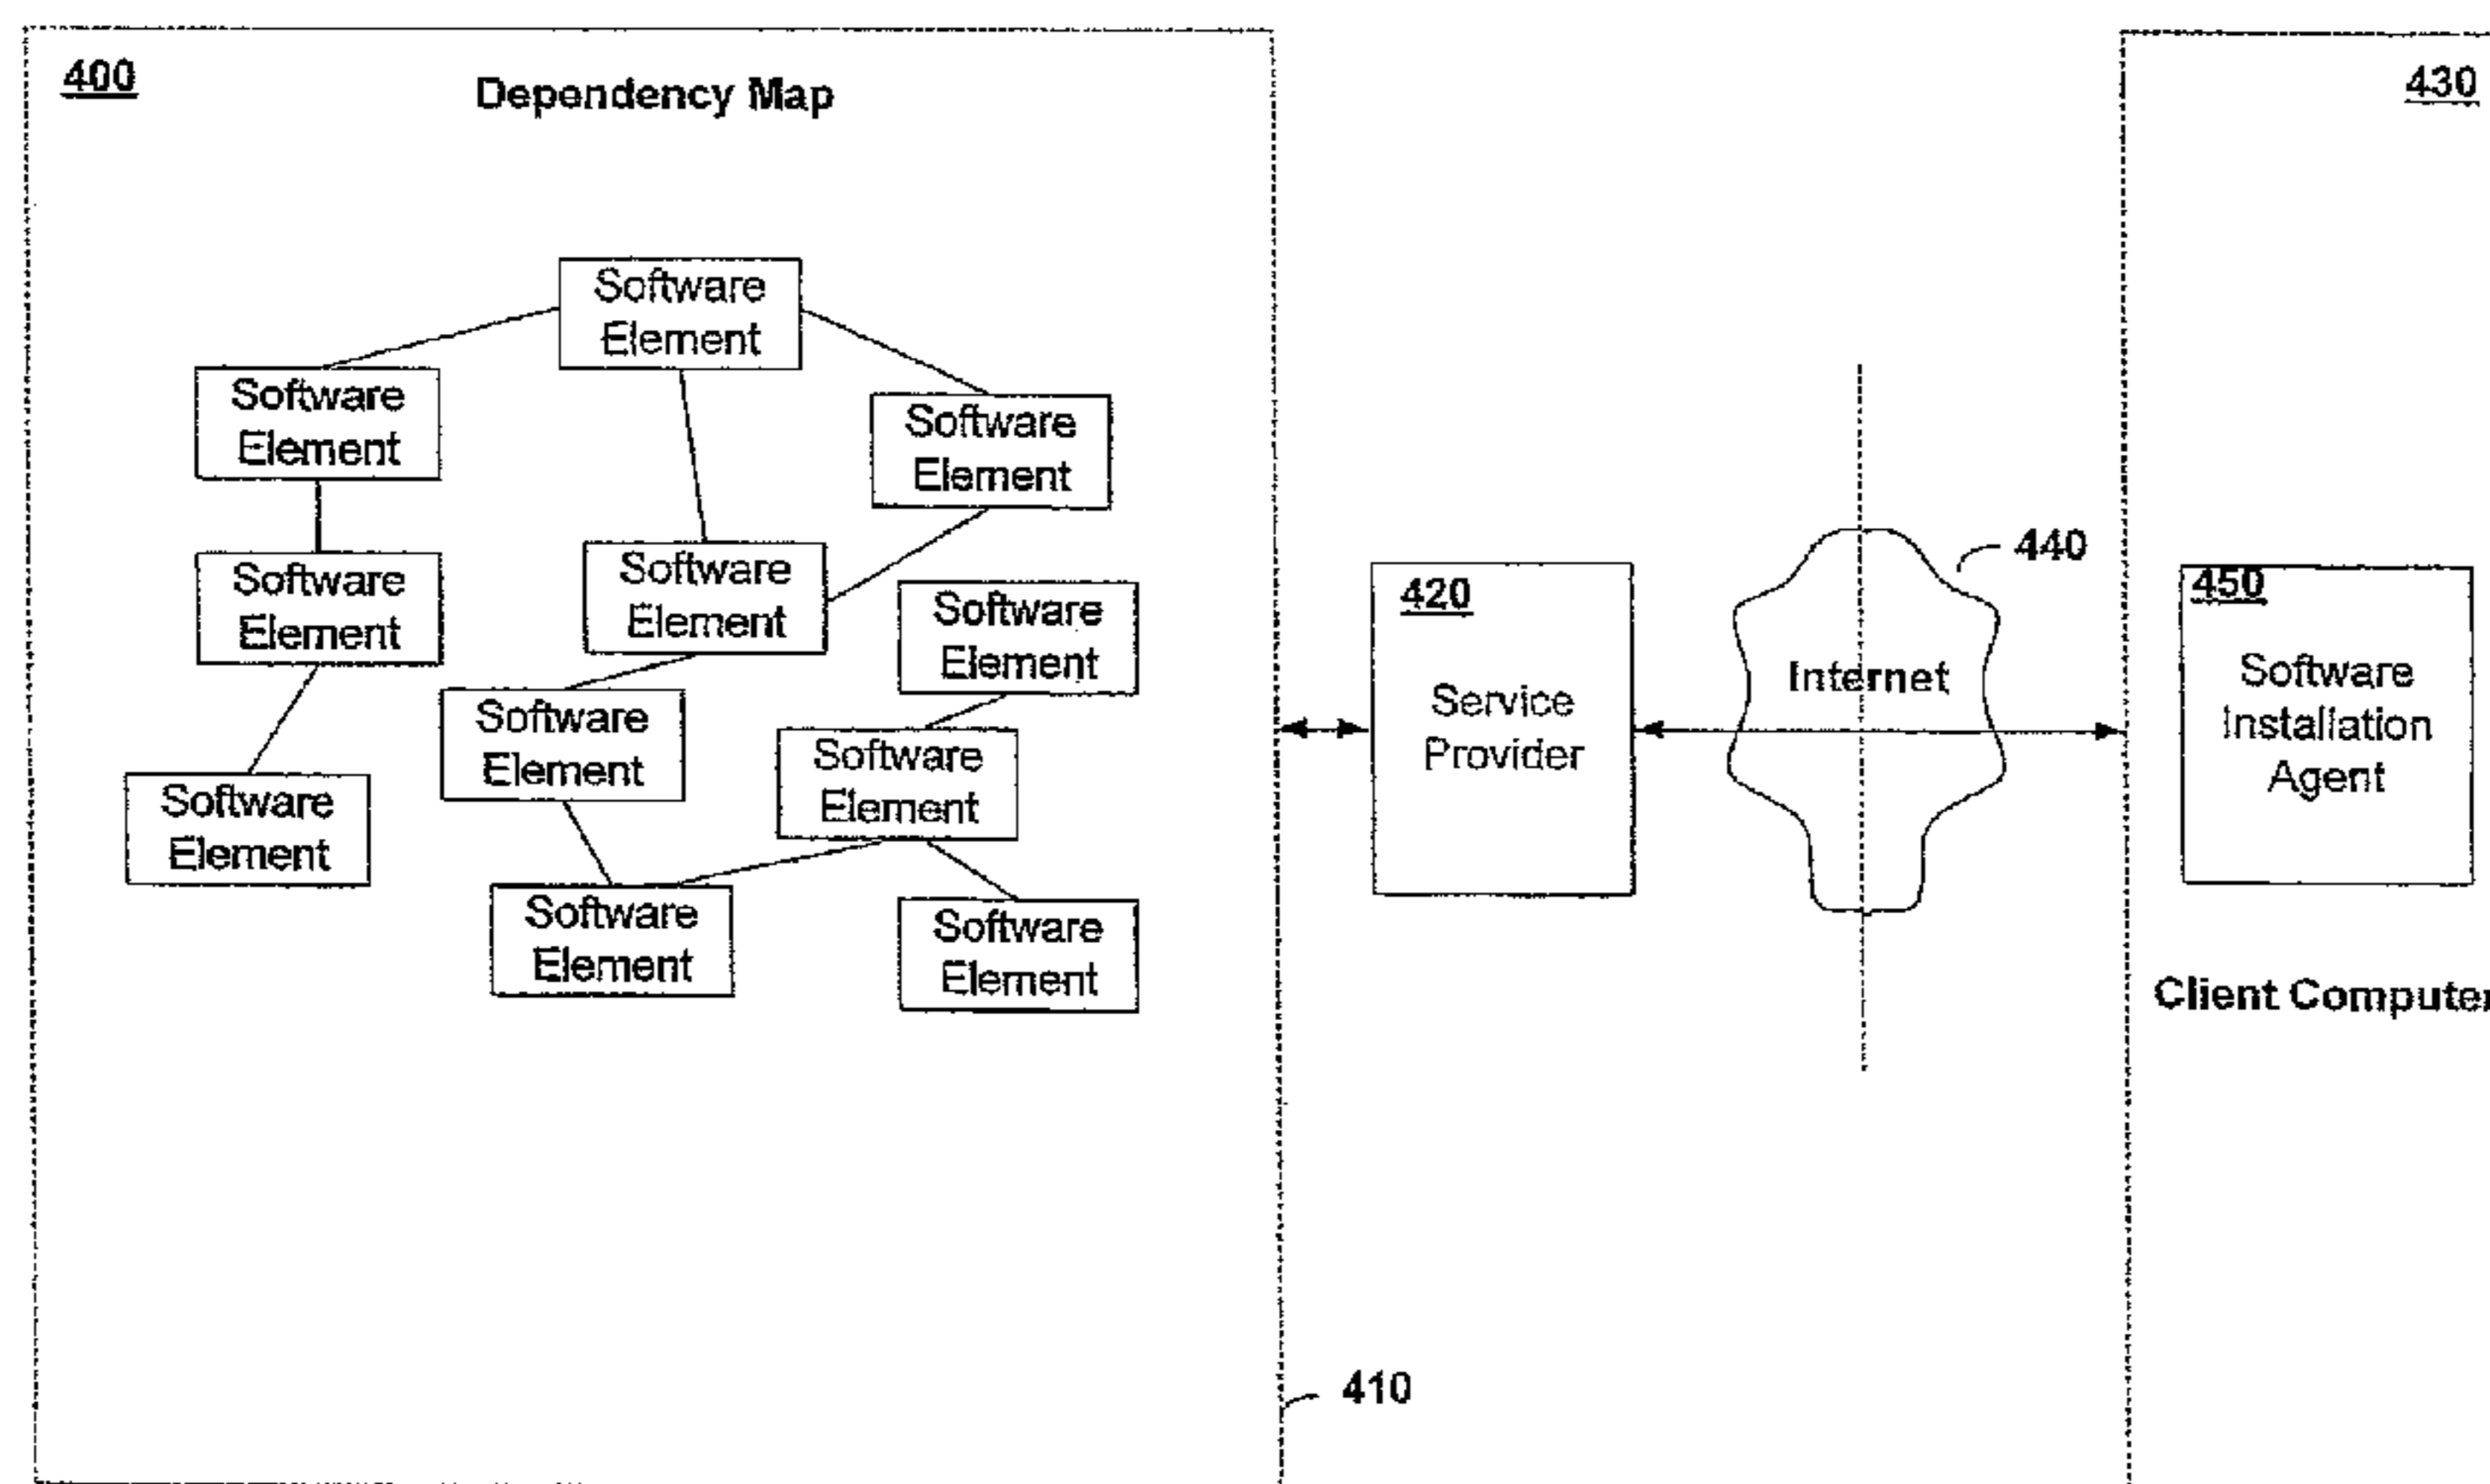 400
Dependency Map
430
Software
Element
Software
Element
Software
Element
Software
Element
Software
Element
Software
Element
Software
Element
Software
Element
Software
Element
Software
Element
Software
Element
420
Service
Provider
Internet
440
450
Software
Installation
Agent
Client Computer
410